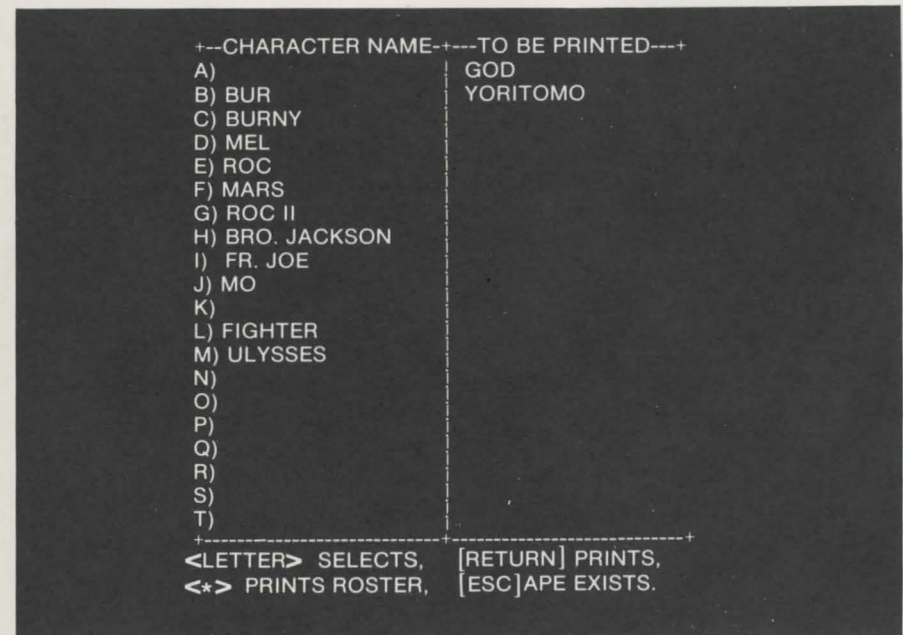 +--CHARACTER NAME-+---TO BE PRINTED---+
A) | GOD
B) BUR | YORITOMO
C) BURNY
D) MEL
E) ROC
F) MARS
G) ROC II
H) BRO. JACKSON
I) FR. JOE
J) MO
K)
L) FIGHTER
M) ULYSSES
N)
O)
P)
Q)
R)
S)
T)
<LETTER> SELECTS, [RETURN] PRINTS,
<*> PRINTS ROSTER, [ESC]APE EXISTS.